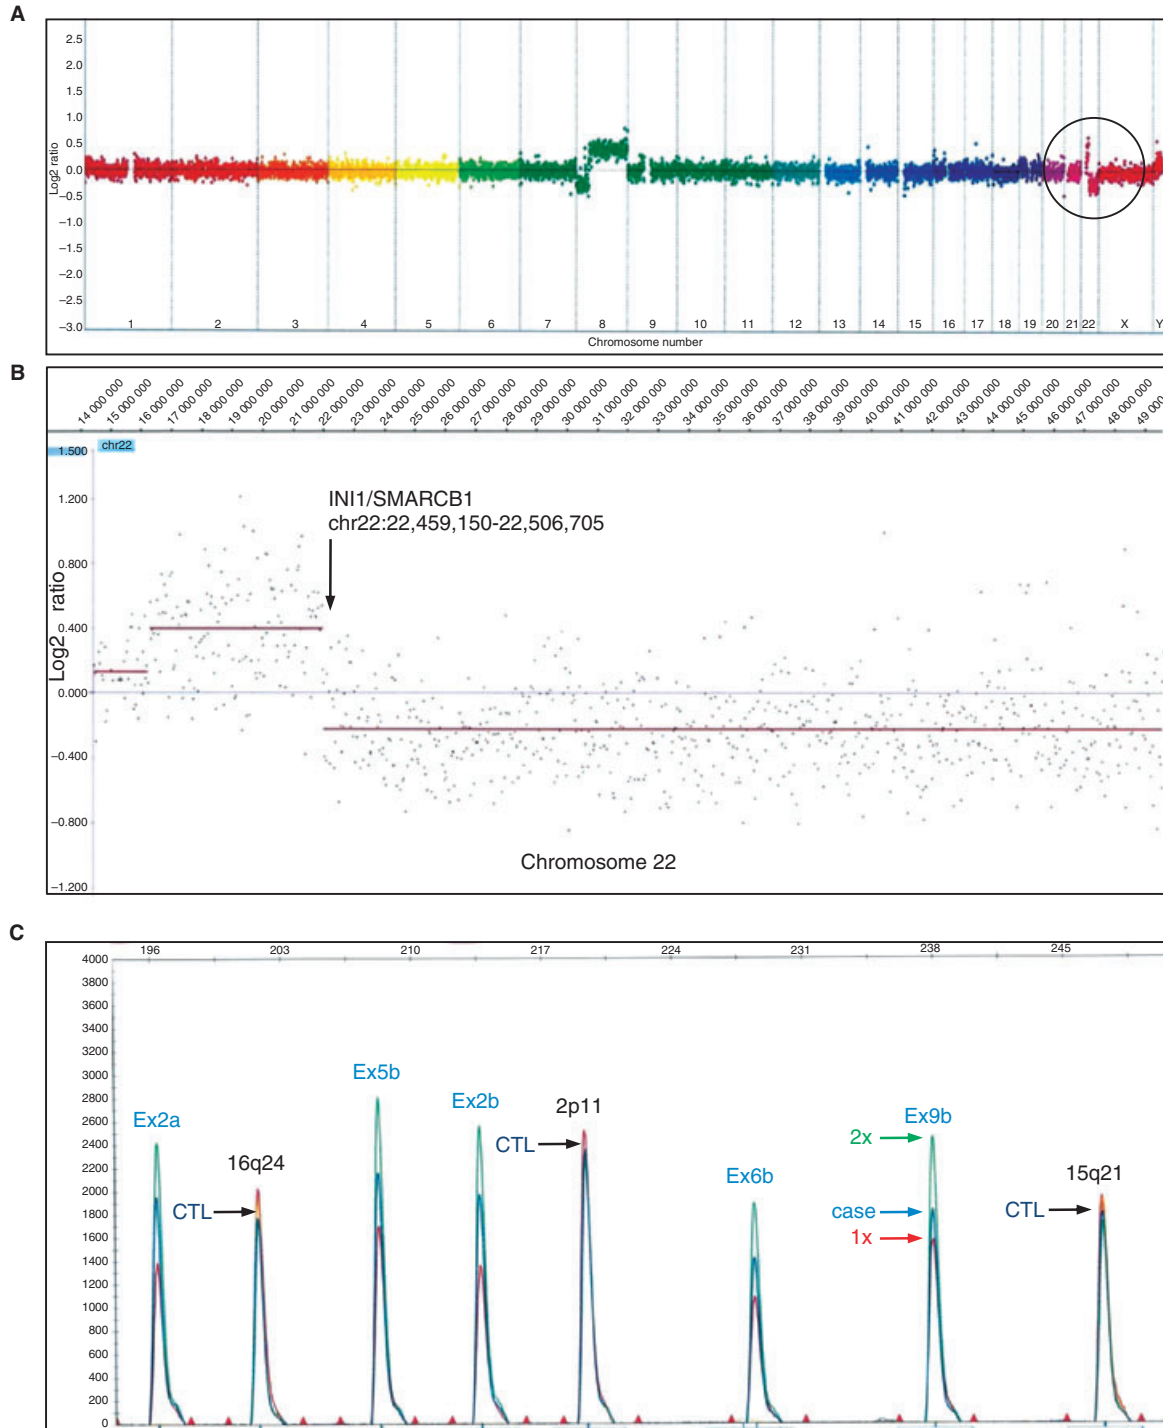 A
2.5
2.0
1.5
1.0
0.5
0.0
−0.5
−1.0
−1.5
−2.0
−2.5
−3.0
Log2 ratio
1 2 3 4 5 6 7 8 9 10 11 12 13 14 15 16 17 18 19 20 21 22 X Y
Chromosome number
B
14 000 000 15 000 000 16 000 000 17 000 000 18 000 000 19 000 000 20 000 000 21 000 000 22 000 000 23 000 000 24 000 000 25 000 000 26 000 000 27 000 000 28 000 000 29 000 000 30 000 000 31 000 000 32 000 000 33 000 000 34 000 000 35 000 000 36 000 000 37 000 000 38 000 000 39 000 000 40 000 000 41 000 000 42 000 000 43 000 000 44 000 000 45 000 000 46 000 000 47 000 000 48 000 000 49 000
chr22
1.500
1.200
0.800
0.400
0.000
−0.400
−0.800
−1.200
Log2 ratio
INI1/SMARCB1
chr22:22,459,150-22,506,705
Chromosome 22
C
196 203 210 217 224 231 238 245
4000
3800
3600
3400
3200
3000
2800
2600
2400
2200
2000
1800
1600
1400
1200
1000
800
600
400
200
0
Ex2a
16q24
CTL
Ex5b
Ex2b
2p11
CTL
Ex6b
Ex9b
2x
case
1x
15q21
CTL